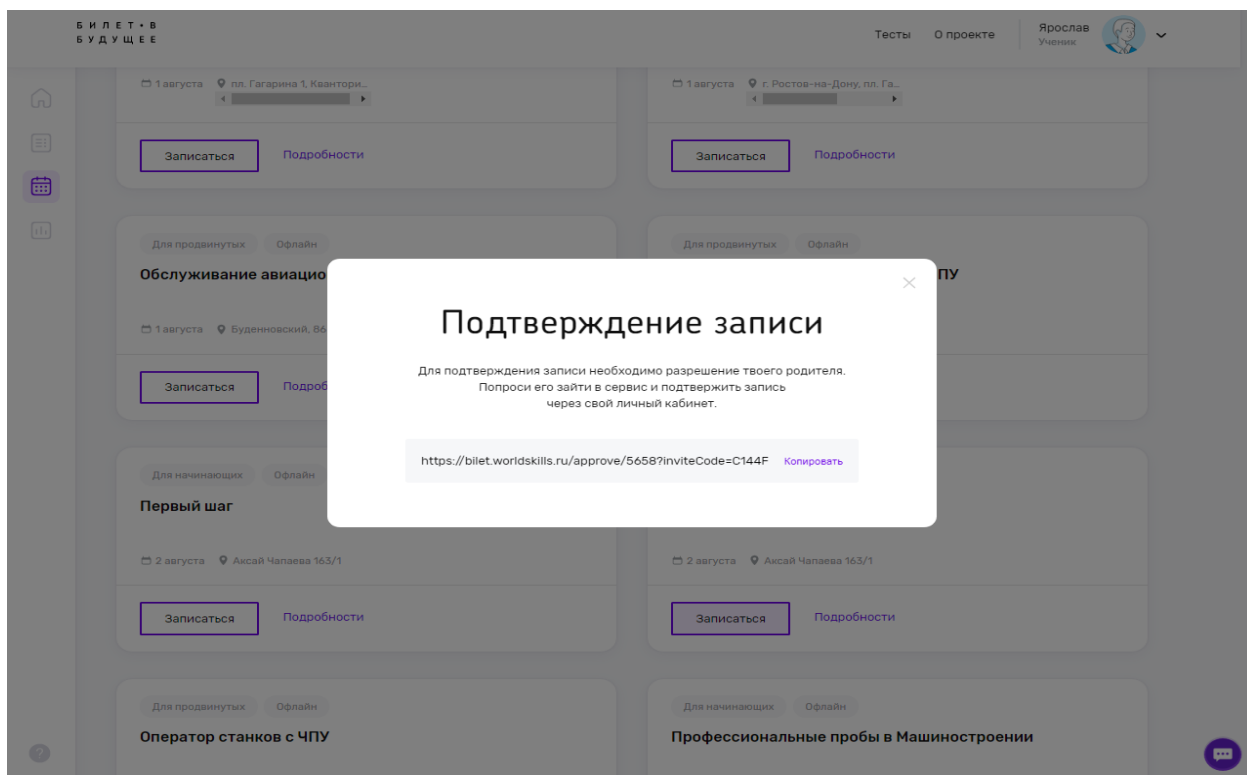 БИЛЕТ•В
БУДУЩЕЕ
Тесты О проекте Ярослав
Ученик
1 августа пл. Гагарина 1, Квантори...
1 августа г. Ростов-на-Дону, пл. Га...
Записаться Подробности
Записаться Подробности
Для продвинутых Офлайн
Для продвинутых Офлайн
Обслуживание авиацио
ПУ
1 августа Буденновский, 86
Записаться Подроб
Подтверждение записи
Для подтверждения записи необходимо разрешение твоего родителя.
Попроси его зайти в сервис и подтвержить запись
через свой личный кабинет.
https://bilet.worldskills.ru/approve/5658?inviteCode=C144F Копировать
Для начинающих Офлайн
Первый шаг
2 августа Аксай Чапаева 163/1
2 августа Аксай Чапаева 163/1
Записаться Подробности
Записаться Подробности
Для продвинутых Офлайн
Для начинающих Офлайн
Оператор станков с ЧПУ
Профессиональные пробы в Машиностроении
?